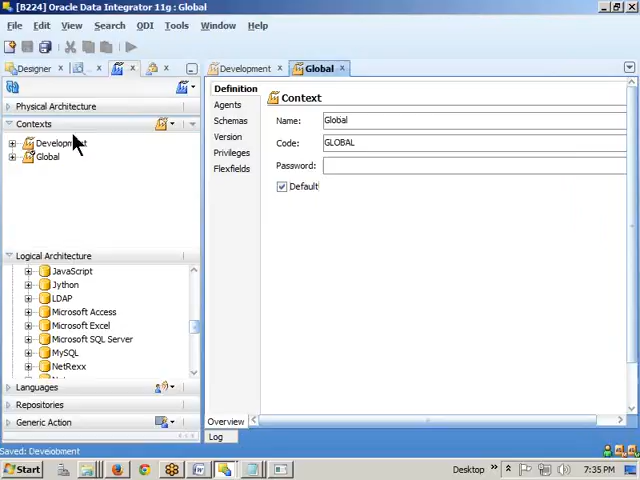 [B224] Oracle Data Integrator 11g : Global
File Edit View Search QDI Tools Window Help
Designer
Development Global
Physical Architecture
Contexts
Development
Global
Logical Architecture
JavaScript
Jython
LDAP
Microsoft Access
Microsoft Excel
Microsoft SQL Server
MySQL
NetRexx
Languages
Repositories
Generic Action
Definition
Agents
Schemas
Version
Privileges
Flexfields
Context
Name: Global
Code: GLOBAL
Password:
Default
Overview
Log
Saved: Development
Start
Desktop » 7:35 PM